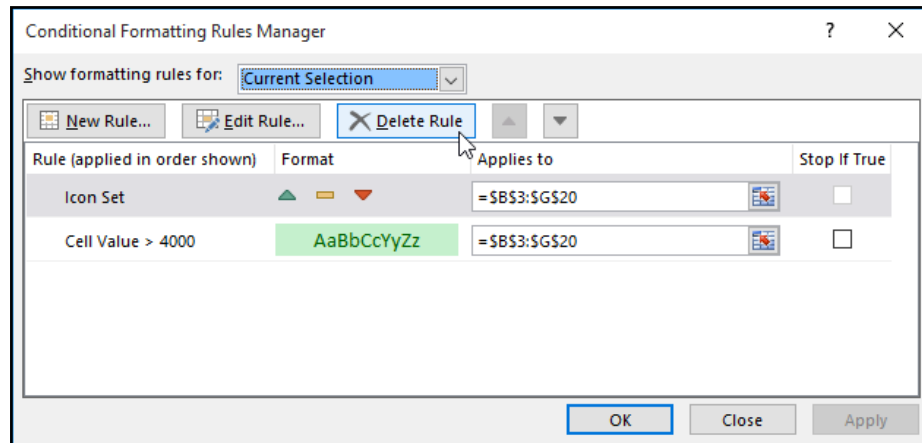 Conditional Formatting Rules Manager ?
Show formatting rules for: Current Selection
New Rule... Edit Rule... Delete Rule
Rule (applied in order shown) Format Applies to Stop If True
Icon Set =$B$3:$G$20
Cell Value > 4000 AaBbCcYyZz =$B$3:$G$20
OK Close Apply